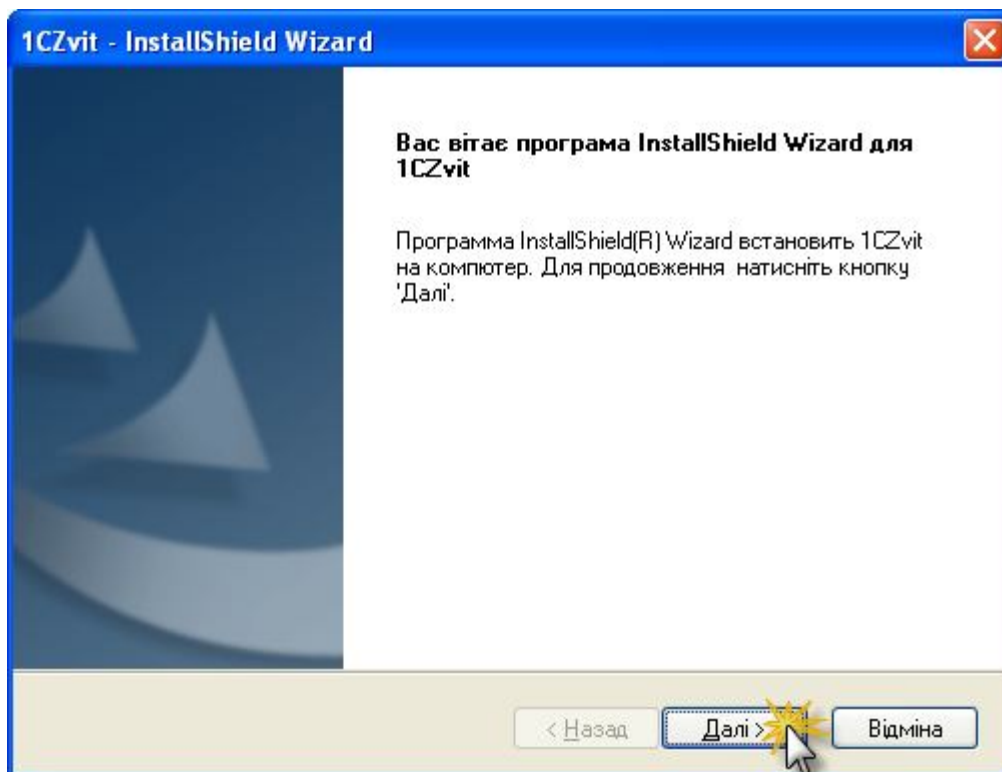 1CZvit - InstallShield Wizard
Вас вітає програма InstallShield Wizard для
1CZvit
Программа InstallShield(R) Wizard встановить 1CZvit
на компютер. Для продовження натисніть кнопку
'Далі'.
< Назад
Далі >
Відміна